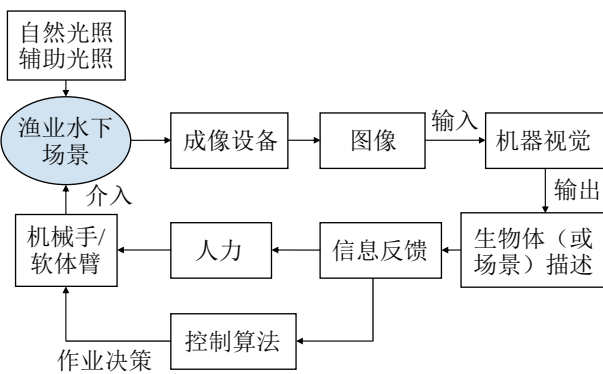 自然光照
辅助光照
渔业水下
场景
成像设备
图像
输入
机器视觉
输出
介入
机械手/
软体臂
人力
信息反馈
生物体（或
场景）描述
控制算法
作业决策